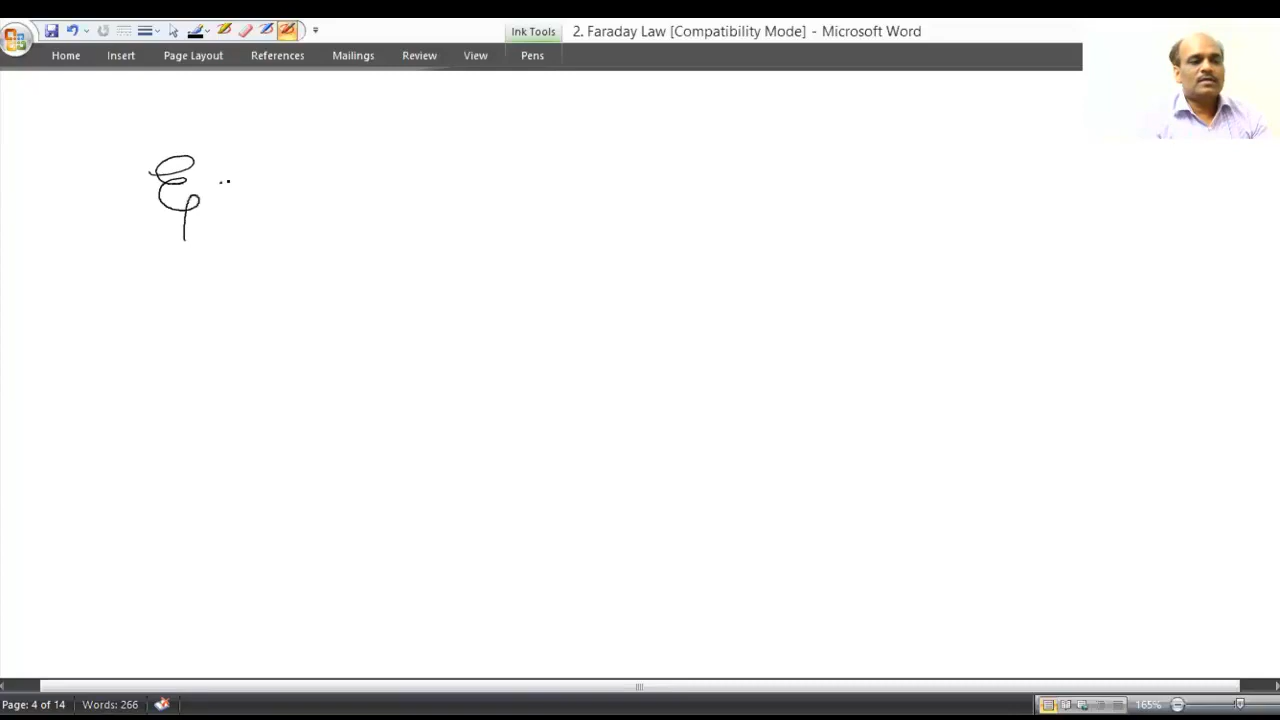 Ink Tools 2. Faraday Law [Compatibility Mode] - Microsoft Word
Home Insert Page Layout References Mailings Review View Pens
Page: 4 of 14 Words: 266 165%